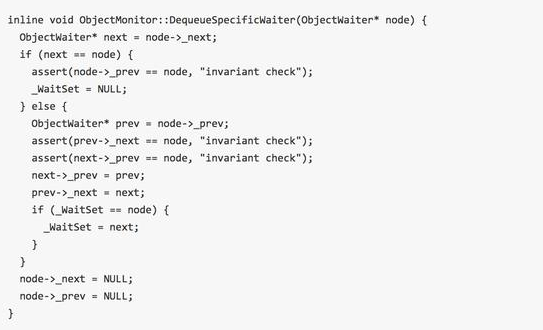 inline void ObjectMonitor::DequeueSpecificWaiter(ObjectWaiter* node) {
  ObjectWaiter* next = node->_next;
  if (next == node) {
    assert(node->_prev == node, "invariant check");
    _WaitSet = NULL;
  } else {
    ObjectWaiter* prev = node->_prev;
    assert(prev->_next == node, "invariant check");
    assert(next->_prev == node, "invariant check");
    next->_prev = prev;
    prev->_next = next;
    if (_WaitSet == node) {
      _WaitSet = next;
    }
  }
  node->_next = NULL;
  node->_prev = NULL;
}